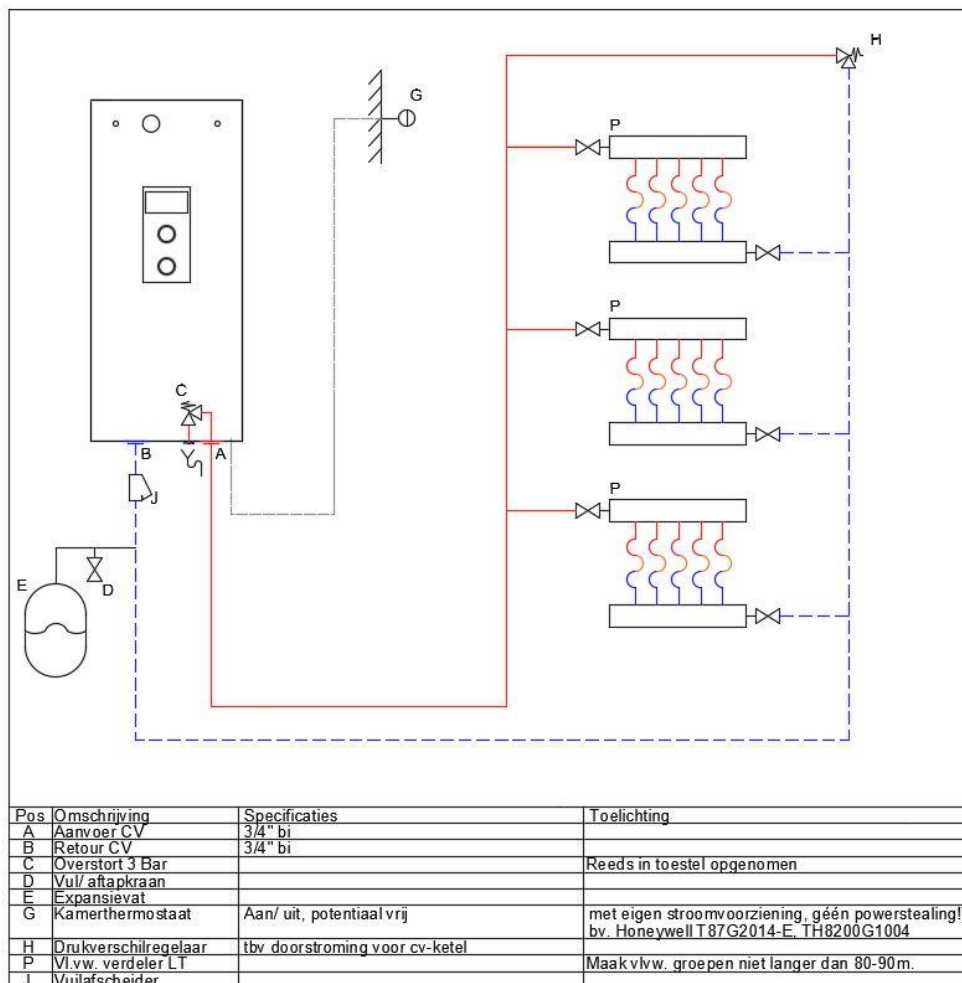 H
G
P
P
C
B
A
J
E
D
P
Pos Omschrijving Specificaties Toelichting
A Aanvoer CV 3/4" bi
B Retour CV 3/4" bi
C Overstort 3 Bar Reeds in toestel opgenomen
D Vul/ aftapkraan
E Expansievat
G Kamerthermostaat Aan/ uit, potentiaal vrij met eigen stroomvoorziening, géén powerstealing!
bv. Honeywell T87G2014-E, TH8200G1004
H Drukverschilregelaar tbv doorstroming voor cv-ketel
P Vl.vw. verdeler LT Maak vlvw. groepen niet langer dan 80-90m.
J Vuilafscheider